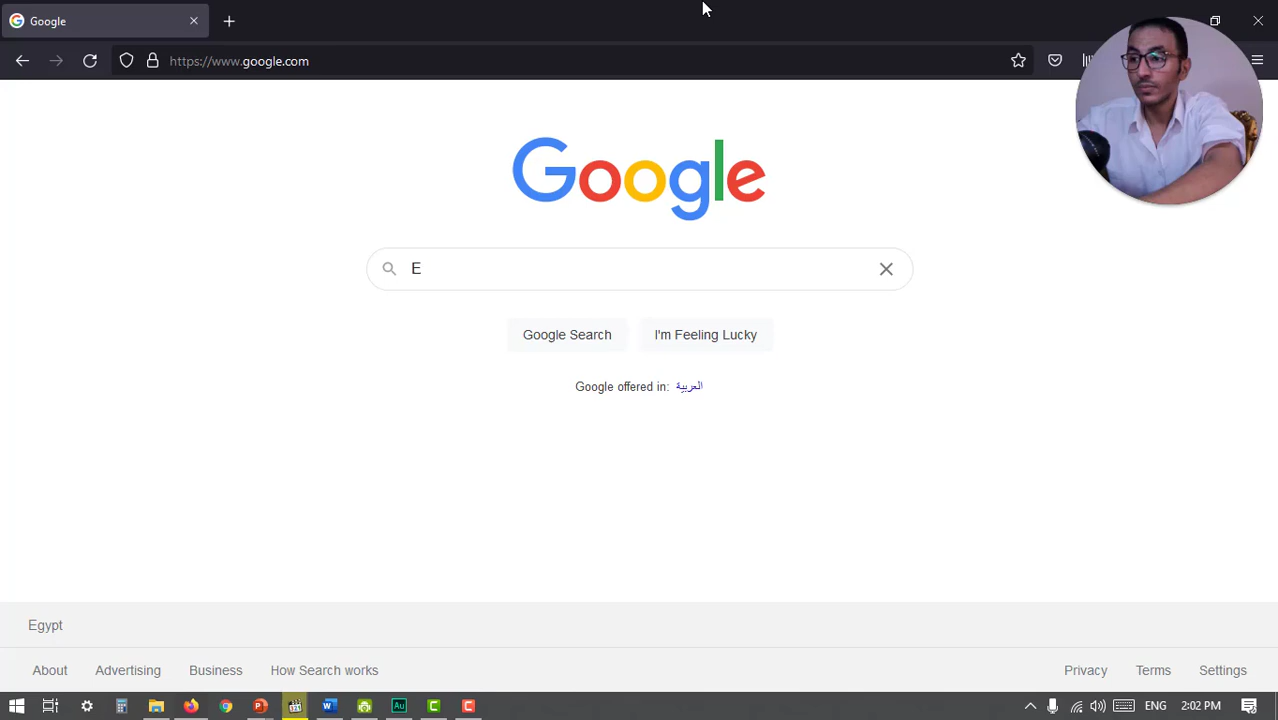 Google
https://www.google.com
Google
E
Google Search
I'm Feeling Lucky
Google offered in: العربية
Egypt
About
Advertising
Business
How Search works
Privacy
Terms
Settings
ENG
2:02 PM